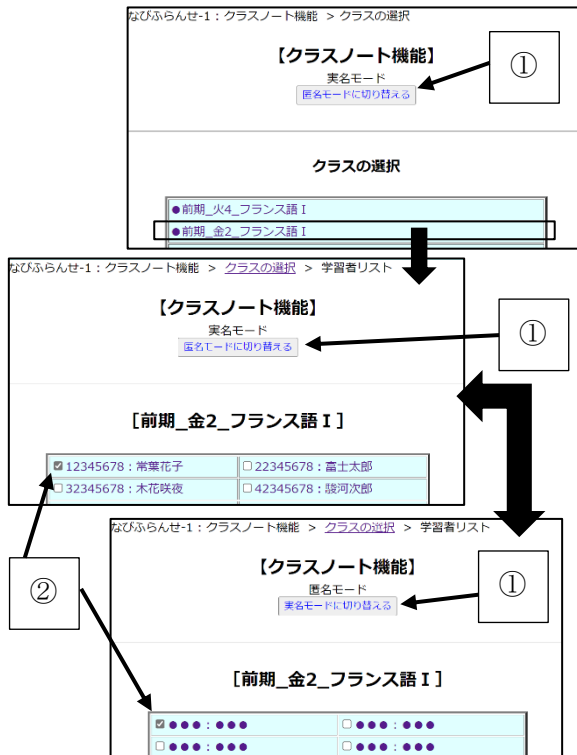 なびふらんせ-1：クラスノート機能 > クラスの選択
【クラスノート機能】
実名モード
匿名モードに切り替える
①
クラスの選択
●前期_火4_フランス語Ⅰ
●前期_金2_フランス語Ⅰ
なびふらんせ-1：クラスノート機能 > クラスの選択 > 学習者リスト
【クラスノート機能】
実名モード
匿名モードに切り替える
①
［前期_金2_フランス語Ⅰ］
12345678：常葉花子
22345678：富士太郎
32345678：木花咲夜
42345678：駿河次郎
なびふらんせ-1：クラスノート機能 > クラスの選択 > 学習者リスト
【クラスノート機能】
匿名モード
実名モードに切り替える
①
②
［前期_金2_フランス語Ⅰ］
●●●：●●●
●●●：●●●
●●●：●●●
●●●：●●●